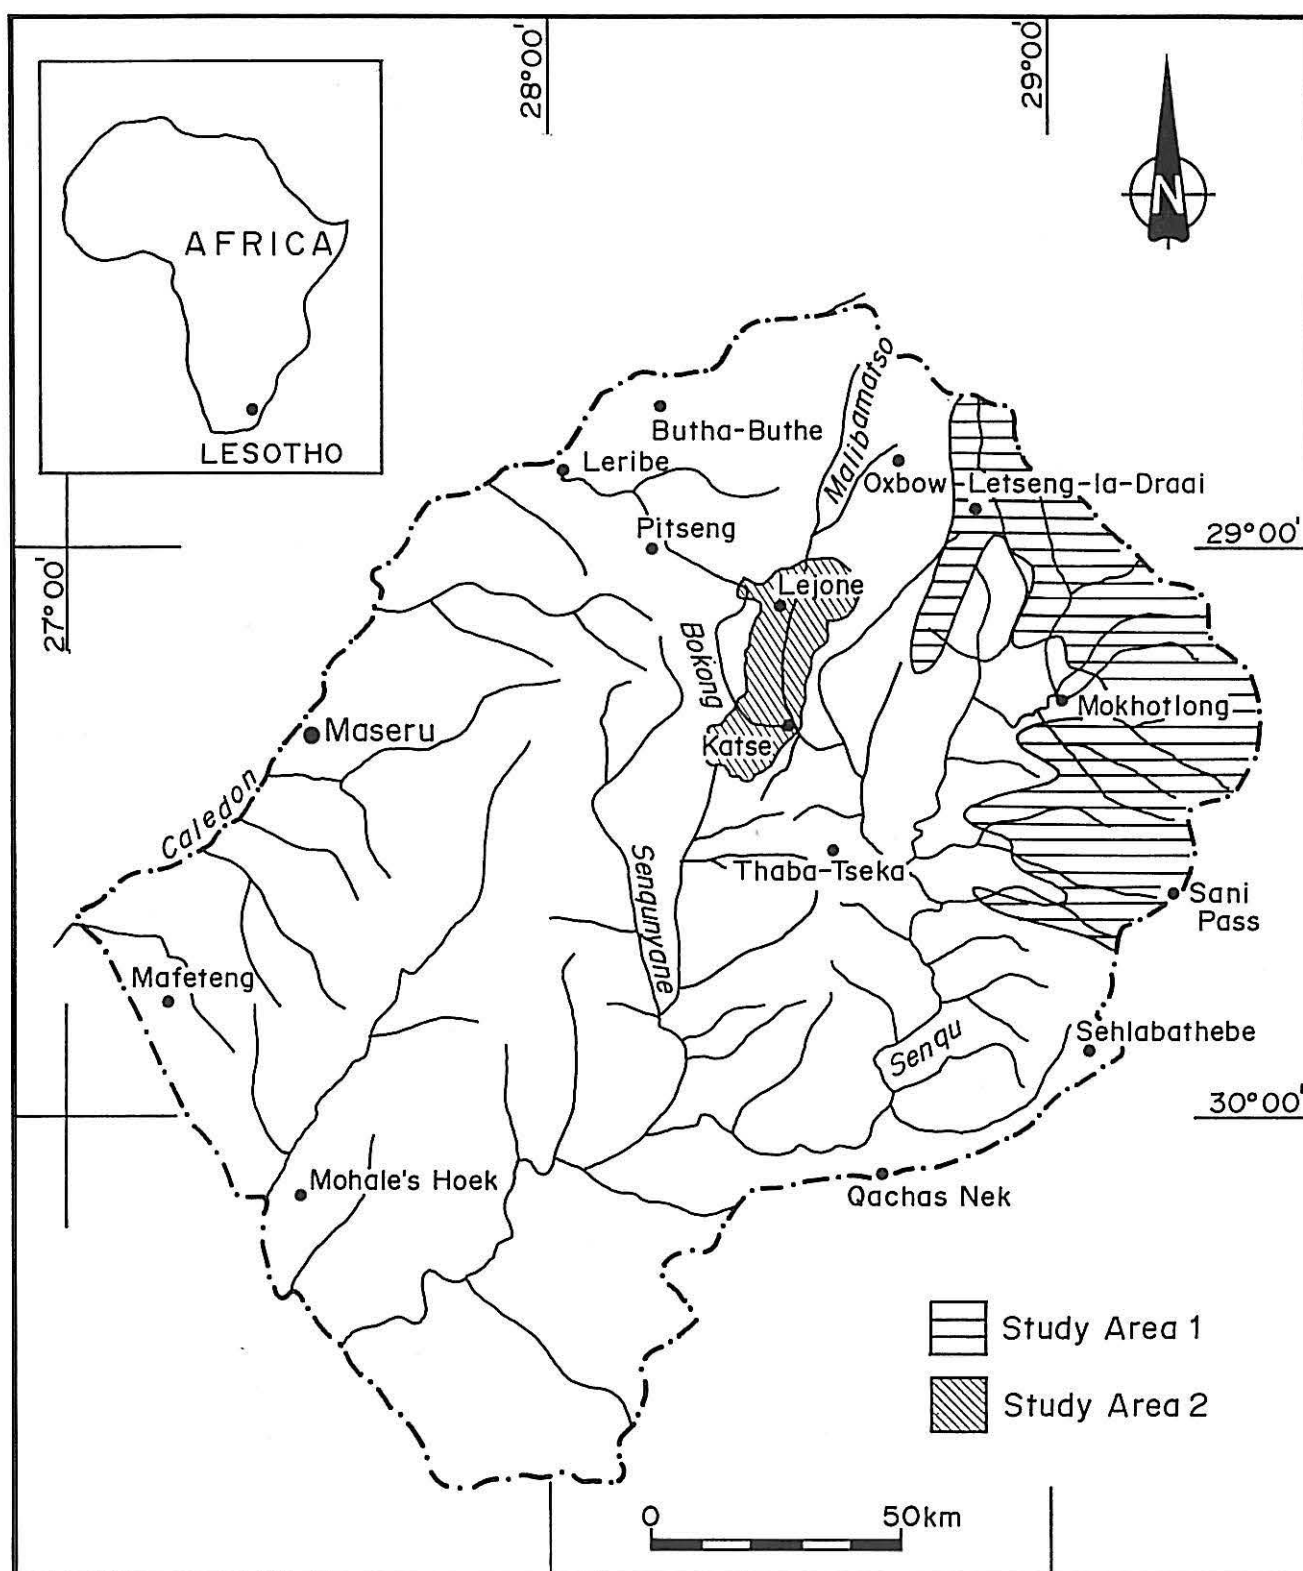 28°00'
29°00'
AFRICA
LESOTHO
N
Malibamatso
Butha-Buthe
Leribe
Oxbow-Letseng-la-Draai
Pitseng
29°00'
27°00'
Lejone
Bokong
Mokhotlong
Maseru
Katse
Caledon
Senqunyane
Thaba-Tseka
Sani
Pass
Mafeteng
Senqu
Sehlabathebe
30°00'
Mohale's Hoek
Qachas Nek
Study Area 1
Study Area 2
0 50km